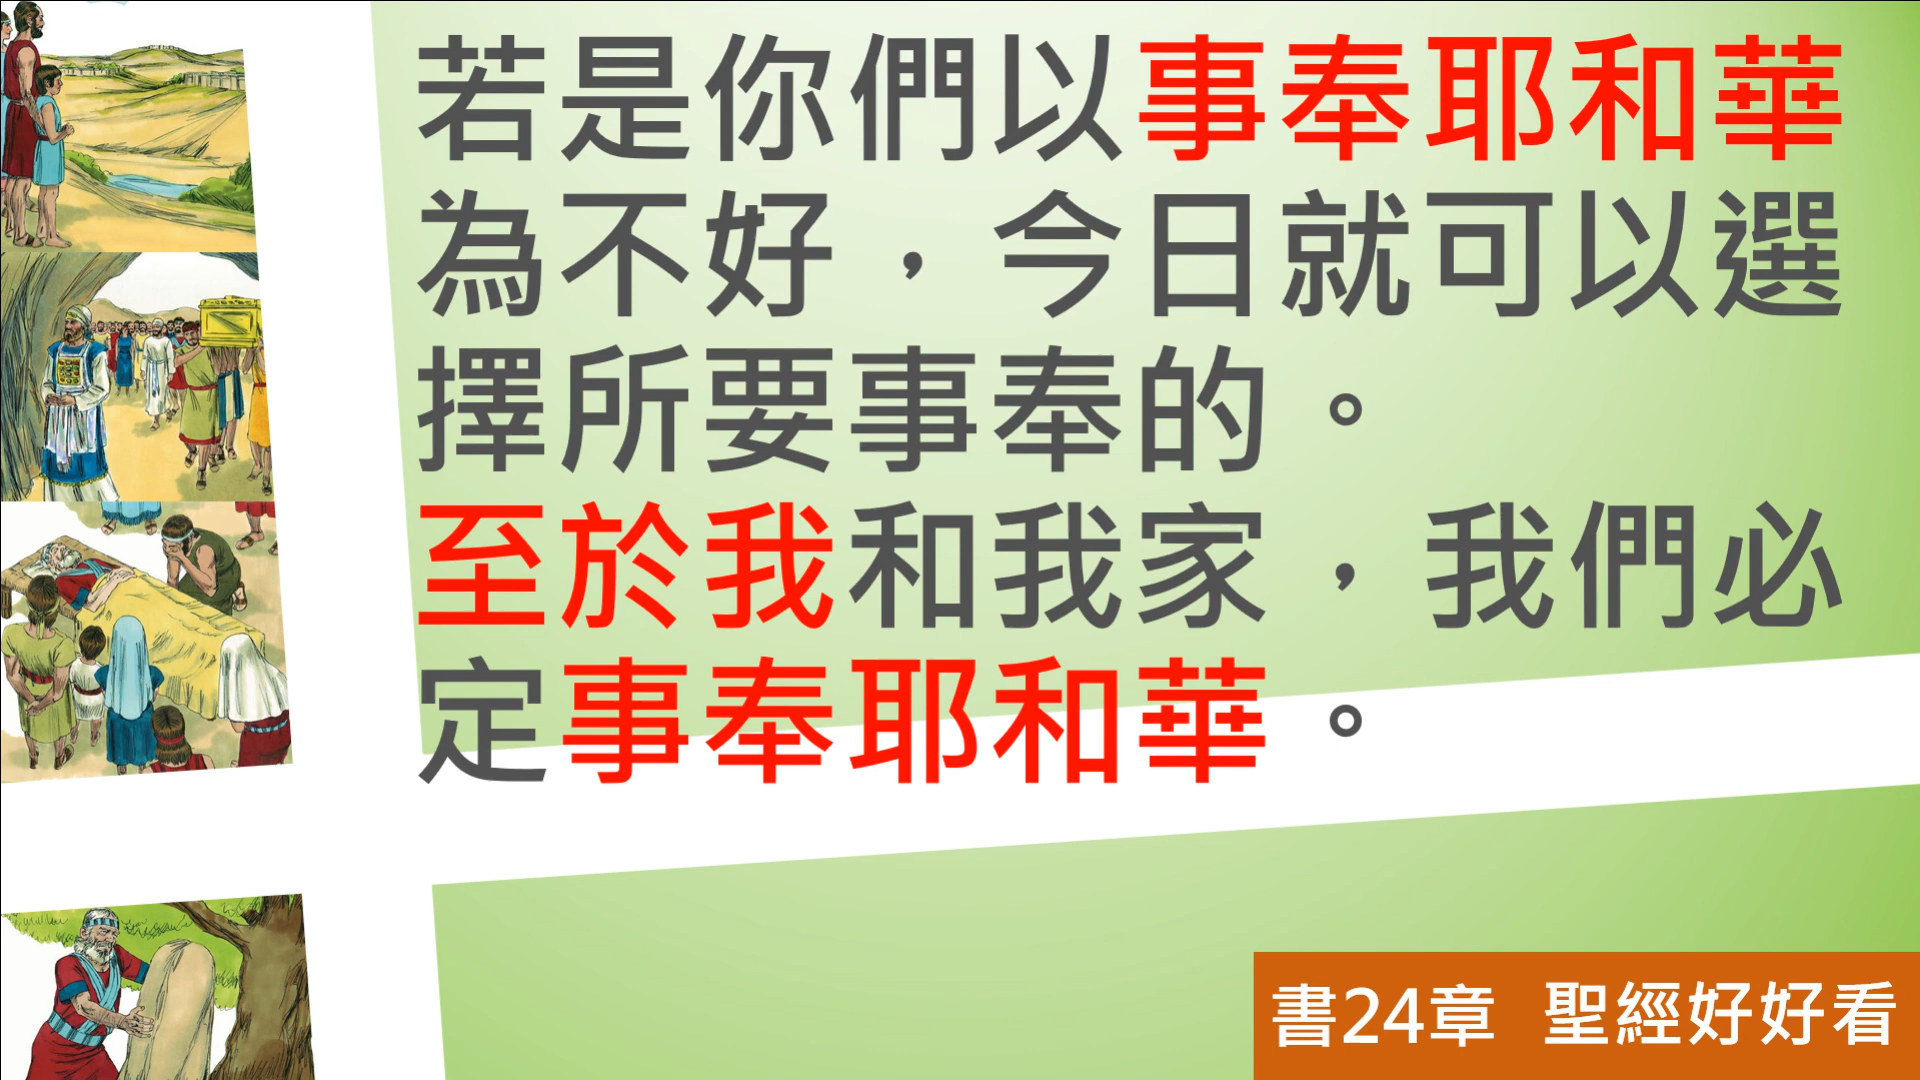 若是你們以事奉耶和華
為不好，今日就可以選
擇所要事奉的。
至於我和我家，我們必
定事奉耶和華。
書24章 聖經好好看